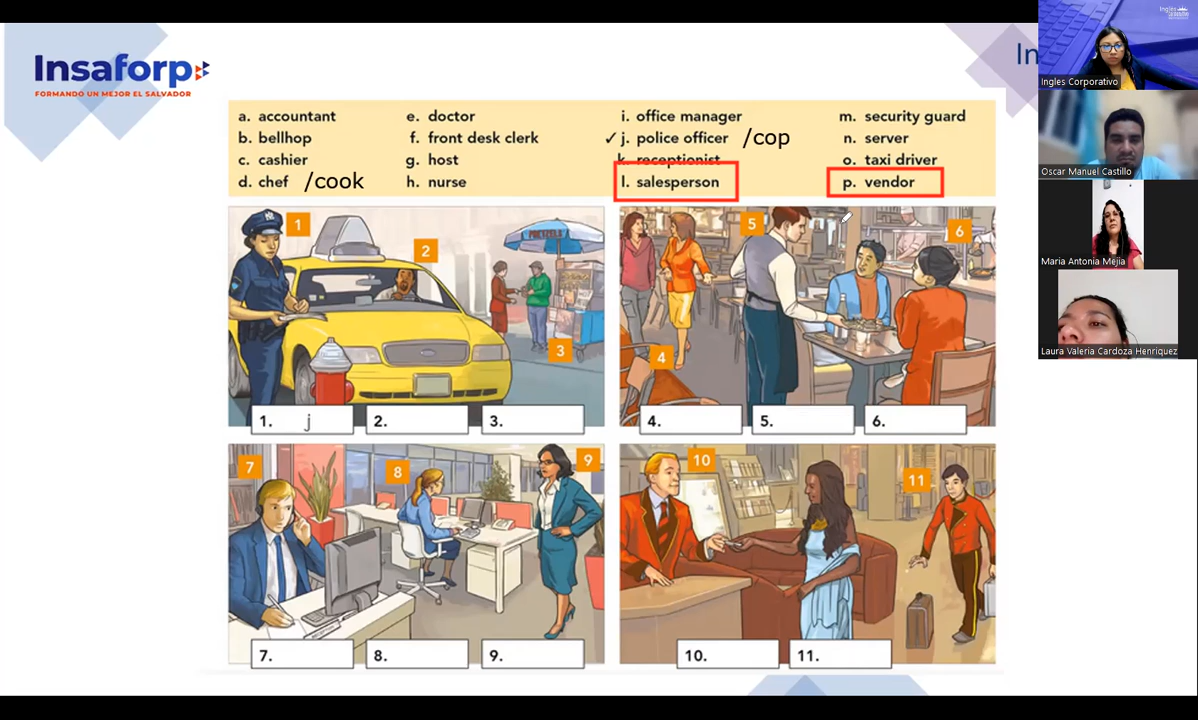 Insaforp
FORMANDO UN MEJOR EL SALVADOR
In
a. accountant
b. bellhop
c. cashier
d. chef /cook
e. doctor
f. front desk clerk
g. host
h. nurse
i. office manager
✓ j. police officer /cop
k. receptionist
l. salesperson
m. security guard
n. server
o. taxi driver
p. vendor
1
2
PRETZELS
3
4
5
6
1. j
2.
3.
4.
5.
6.
7
8
9
10
11
7.
8.
9.
10.
11.
Ingles Corporativo
Oscar Manuel Castillo
Maria Antonia Mejia
Laura Valeria Cardoza Henriquez